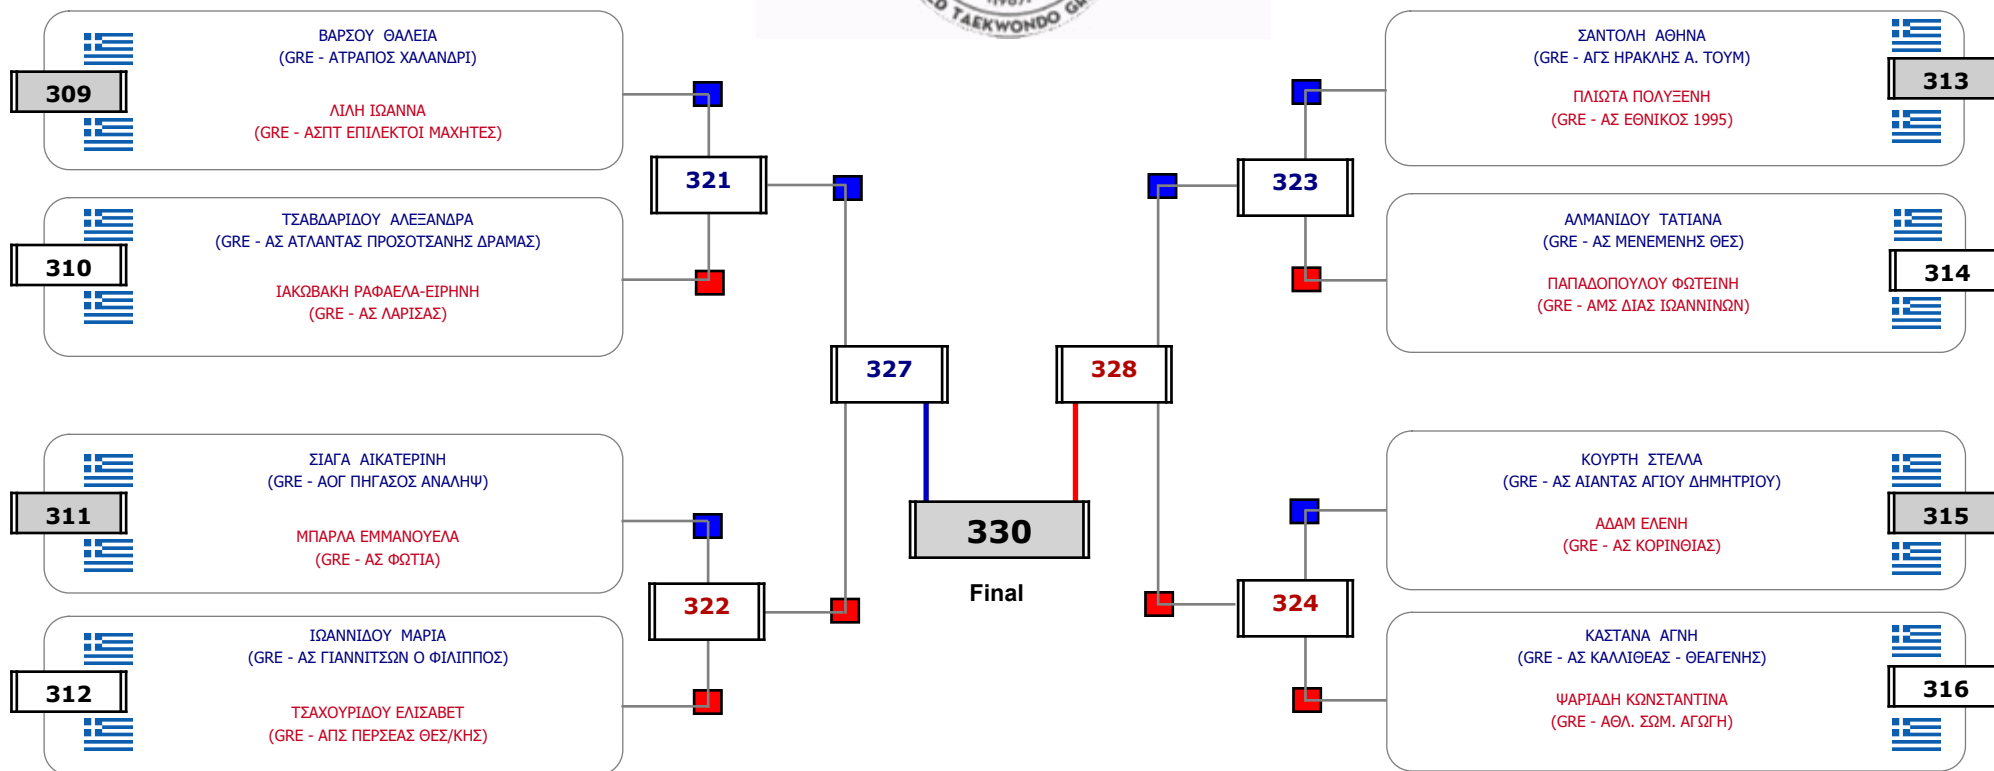 TAEKWONDO
ΒΑΡΣΟΥ ΘΑΛΕΙΑ
(GRE - ΑΤΡΑΠΟΣ ΧΑΛΑΝΔΡΙ)
309
ΛΙΛΗ ΙΩΑΝΝΑ
(GRE - ΑΣΠΤ ΕΠΙΛΕΚΤΟΙ ΜΑΧΗΤΕΣ)
321
ΤΣΑΒΔΑΡΙΔΟΥ ΑΛΕΞΑΝΔΡΑ
(GRE - ΑΣ ΑΤΛΑΝΤΑΣ ΠΡΟΣΟΤΣΑΝΗΣ ΔΡΑΜΑΣ)
310
ΙΑΚΩΒΑΚΗ ΡΑΦΑΕΛΑ-ΕΙΡΗΝΗ
(GRE - ΑΣ ΛΑΡΙΣΑΣ)
327
ΣΙΑΓΑ ΑΙΚΑΤΕΡΙΝΗ
(GRE - ΑΟΓ ΠΗΓΑΣΟΣ ΑΝΑΛΗΨ)
311
ΜΠΑΡΛΑ ΕΜΜΑΝΟΥΕΛΑ
(GRE - ΑΣ ΦΩΤΙΑ)
322
ΙΩΑΝΝΙΔΟΥ ΜΑΡΙΑ
(GRE - ΑΣ ΓΙΑΝΝΙΤΣΩΝ Ο ΦΙΛΙΠΠΟΣ)
312
ΤΣΑΧΟΥΡΙΔΟΥ ΕΛΙΣΑΒΕΤ
(GRE - ΑΠΣ ΠΕΡΣΕΑΣ ΘΕΣ/ΚΗΣ)
330
Final
ΣΑΝΤΟΛΗ ΑΘΗΝΑ
(GRE - ΑΓΣ ΗΡΑΚΛΗΣ Α. ΤΟΥΜ)
313
ΠΛΙΩΤΑ ΠΟΛΥΞΕΝΗ
(GRE - ΑΣ ΕΘΝΙΚΟΣ 1995)
323
ΑΛΜΑΝΙΔΟΥ ΤΑΤΙΑΝΑ
(GRE - ΑΣ ΜΕΝΕΜΕΝΗΣ ΘΕΣ)
314
ΠΑΠΑΔΟΠΟΥΛΟΥ ΦΩΤΕΙΝΗ
(GRE - ΑΜΣ ΔΙΑΣ ΙΩΑΝΝΙΝΩΝ)
328
ΚΟΥΡΤΗ ΣΤΕΛΛΑ
(GRE - ΑΣ ΑΙΑΝΤΑΣ ΑΓΙΟΥ ΔΗΜΗΤΡΙΟΥ)
315
ΑΔΑΜ ΕΛΕΝΗ
(GRE - ΑΣ ΚΟΡΙΝΘΙΑΣ)
324
ΚΑΣΤΑΝΑ ΑΓΝΗ
(GRE - ΑΣ ΚΑΛΛΙΘΕΑΣ - ΘΕΑΓΕΝΗΣ)
316
ΨΑΡΙΑΔΗ ΚΩΝΣΤΑΝΤΙΝΑ
(GRE - ΑΘΛ. ΣΩΜ. ΑΓΩΓΗ)